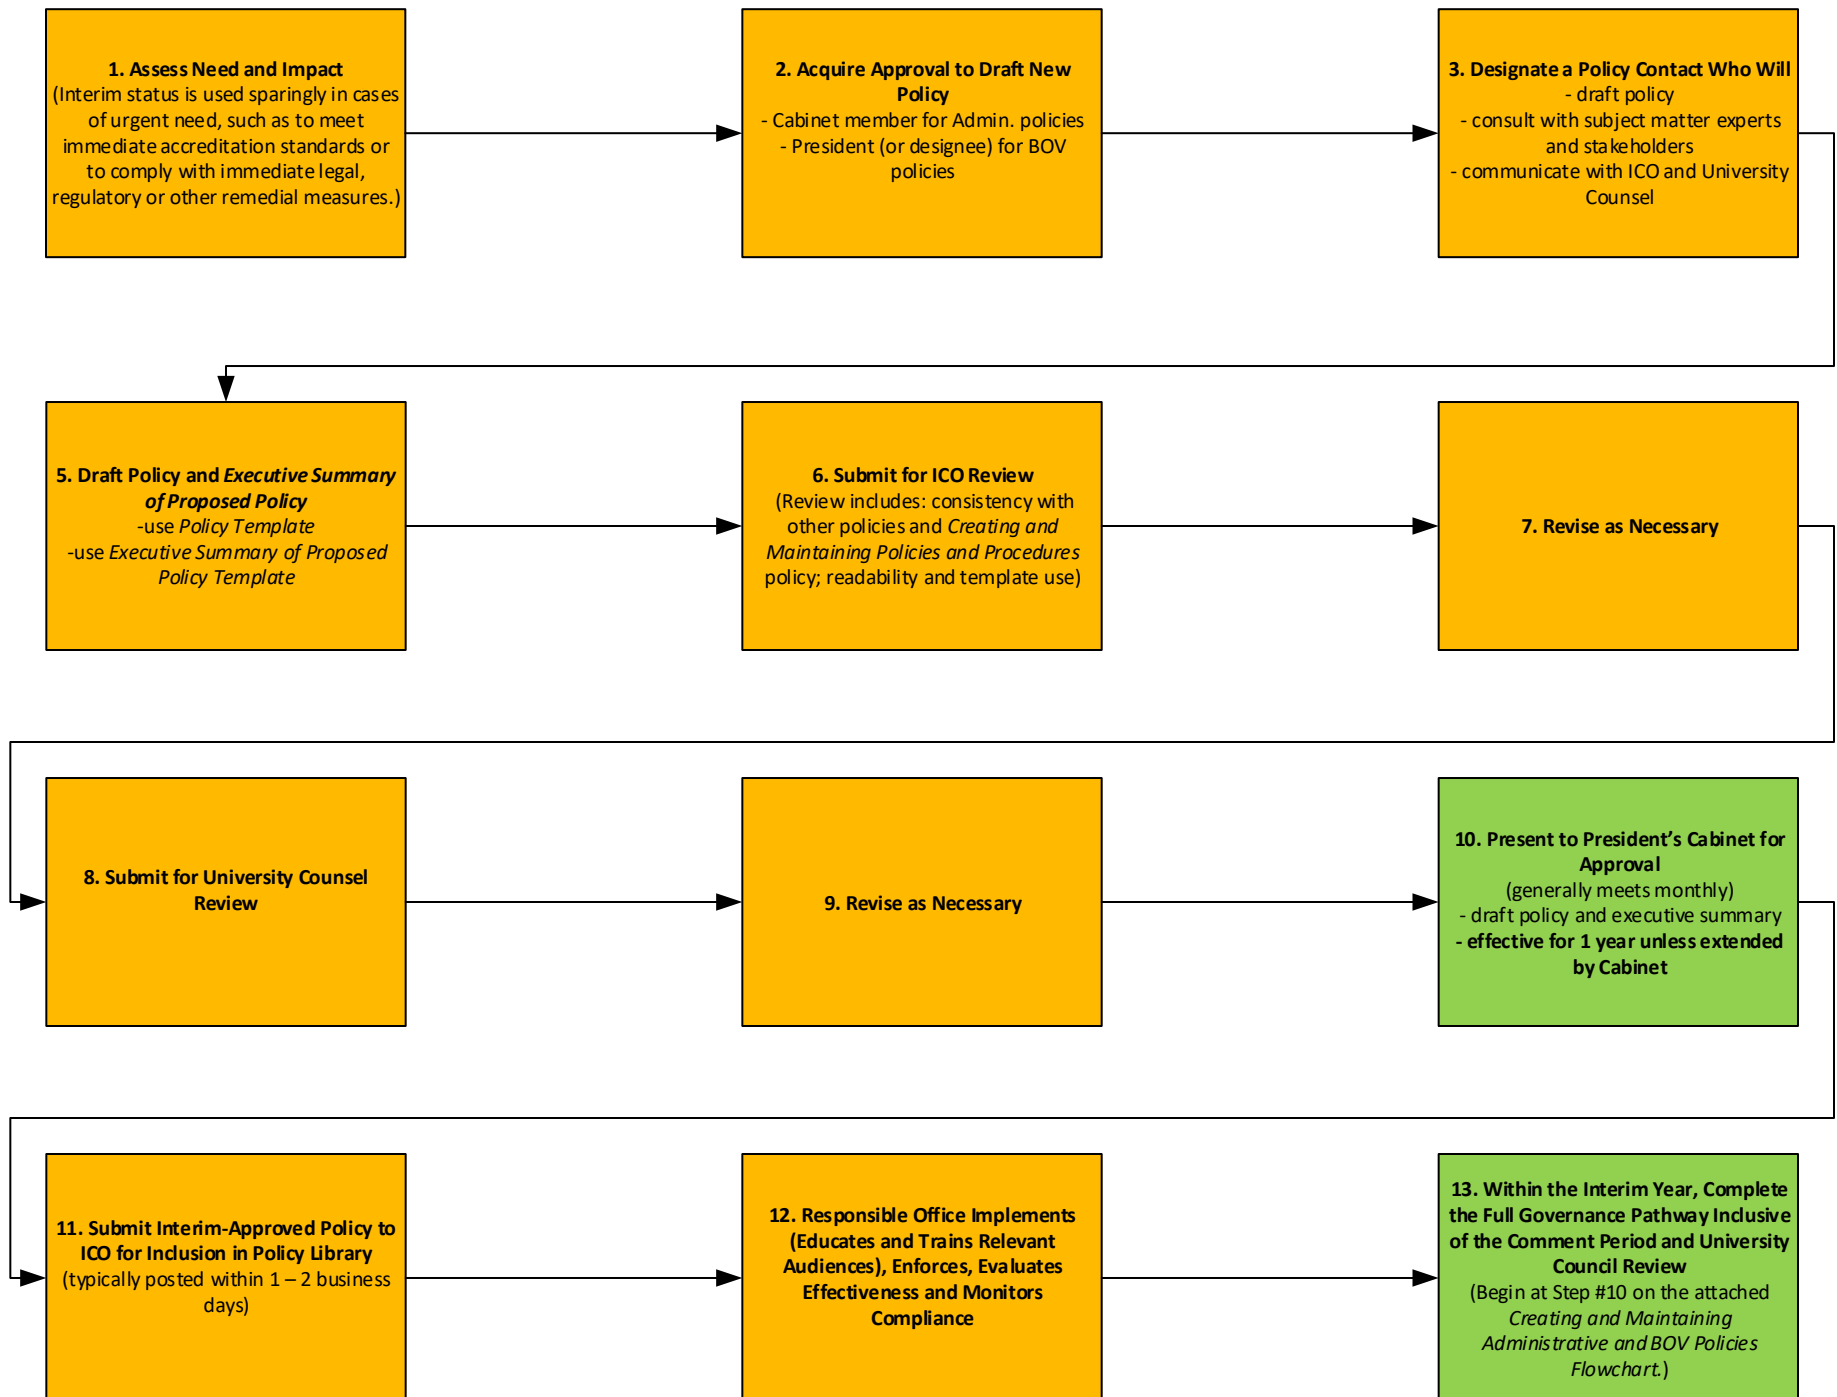 1. Assess Need and Impact
(Interim status is used sparingly in cases
of urgent need, such as to meet
immediate accreditation standards or
to comply with immediate legal,
regulatory or other remedial measures.)
2. Acquire Approval to Draft New
Policy
- Cabinet member for Admin. policies
- President (or designee) for BOV
policies
3. Designate a Policy Contact Who Will
- draft policy
- consult with subject matter experts
and stakeholders
- communicate with ICO and University
Counsel
5. Draft Policy and Executive Summary
of Proposed Policy
-use Policy Template
-use Executive Summary of Proposed
Policy Template
6. Submit for ICO Review
(Review includes: consistency with
other policies and Creating and
Maintaining Policies and Procedures
policy; readability and template use)
7. Revise as Necessary
8. Submit for University Counsel
Review
9. Revise as Necessary
10. Present to President’s Cabinet for
Approval
(generally meets monthly)
- draft policy and executive summary
- effective for 1 year unless extended
by Cabinet
11. Submit Interim-Approved Policy to
ICO for Inclusion in Policy Library
(typically posted within 1 – 2 business
days)
12. Responsible Office Implements
(Educates and Trains Relevant
Audiences), Enforces, Evaluates
Effectiveness and Monitors
Compliance
13. Within the Interim Year, Complete
the Full Governance Pathway Inclusive
of the Comment Period and University
Council Review
(Begin at Step #10 on the attached
Creating and Maintaining
Administrative and BOV Policies
Flowchart.)